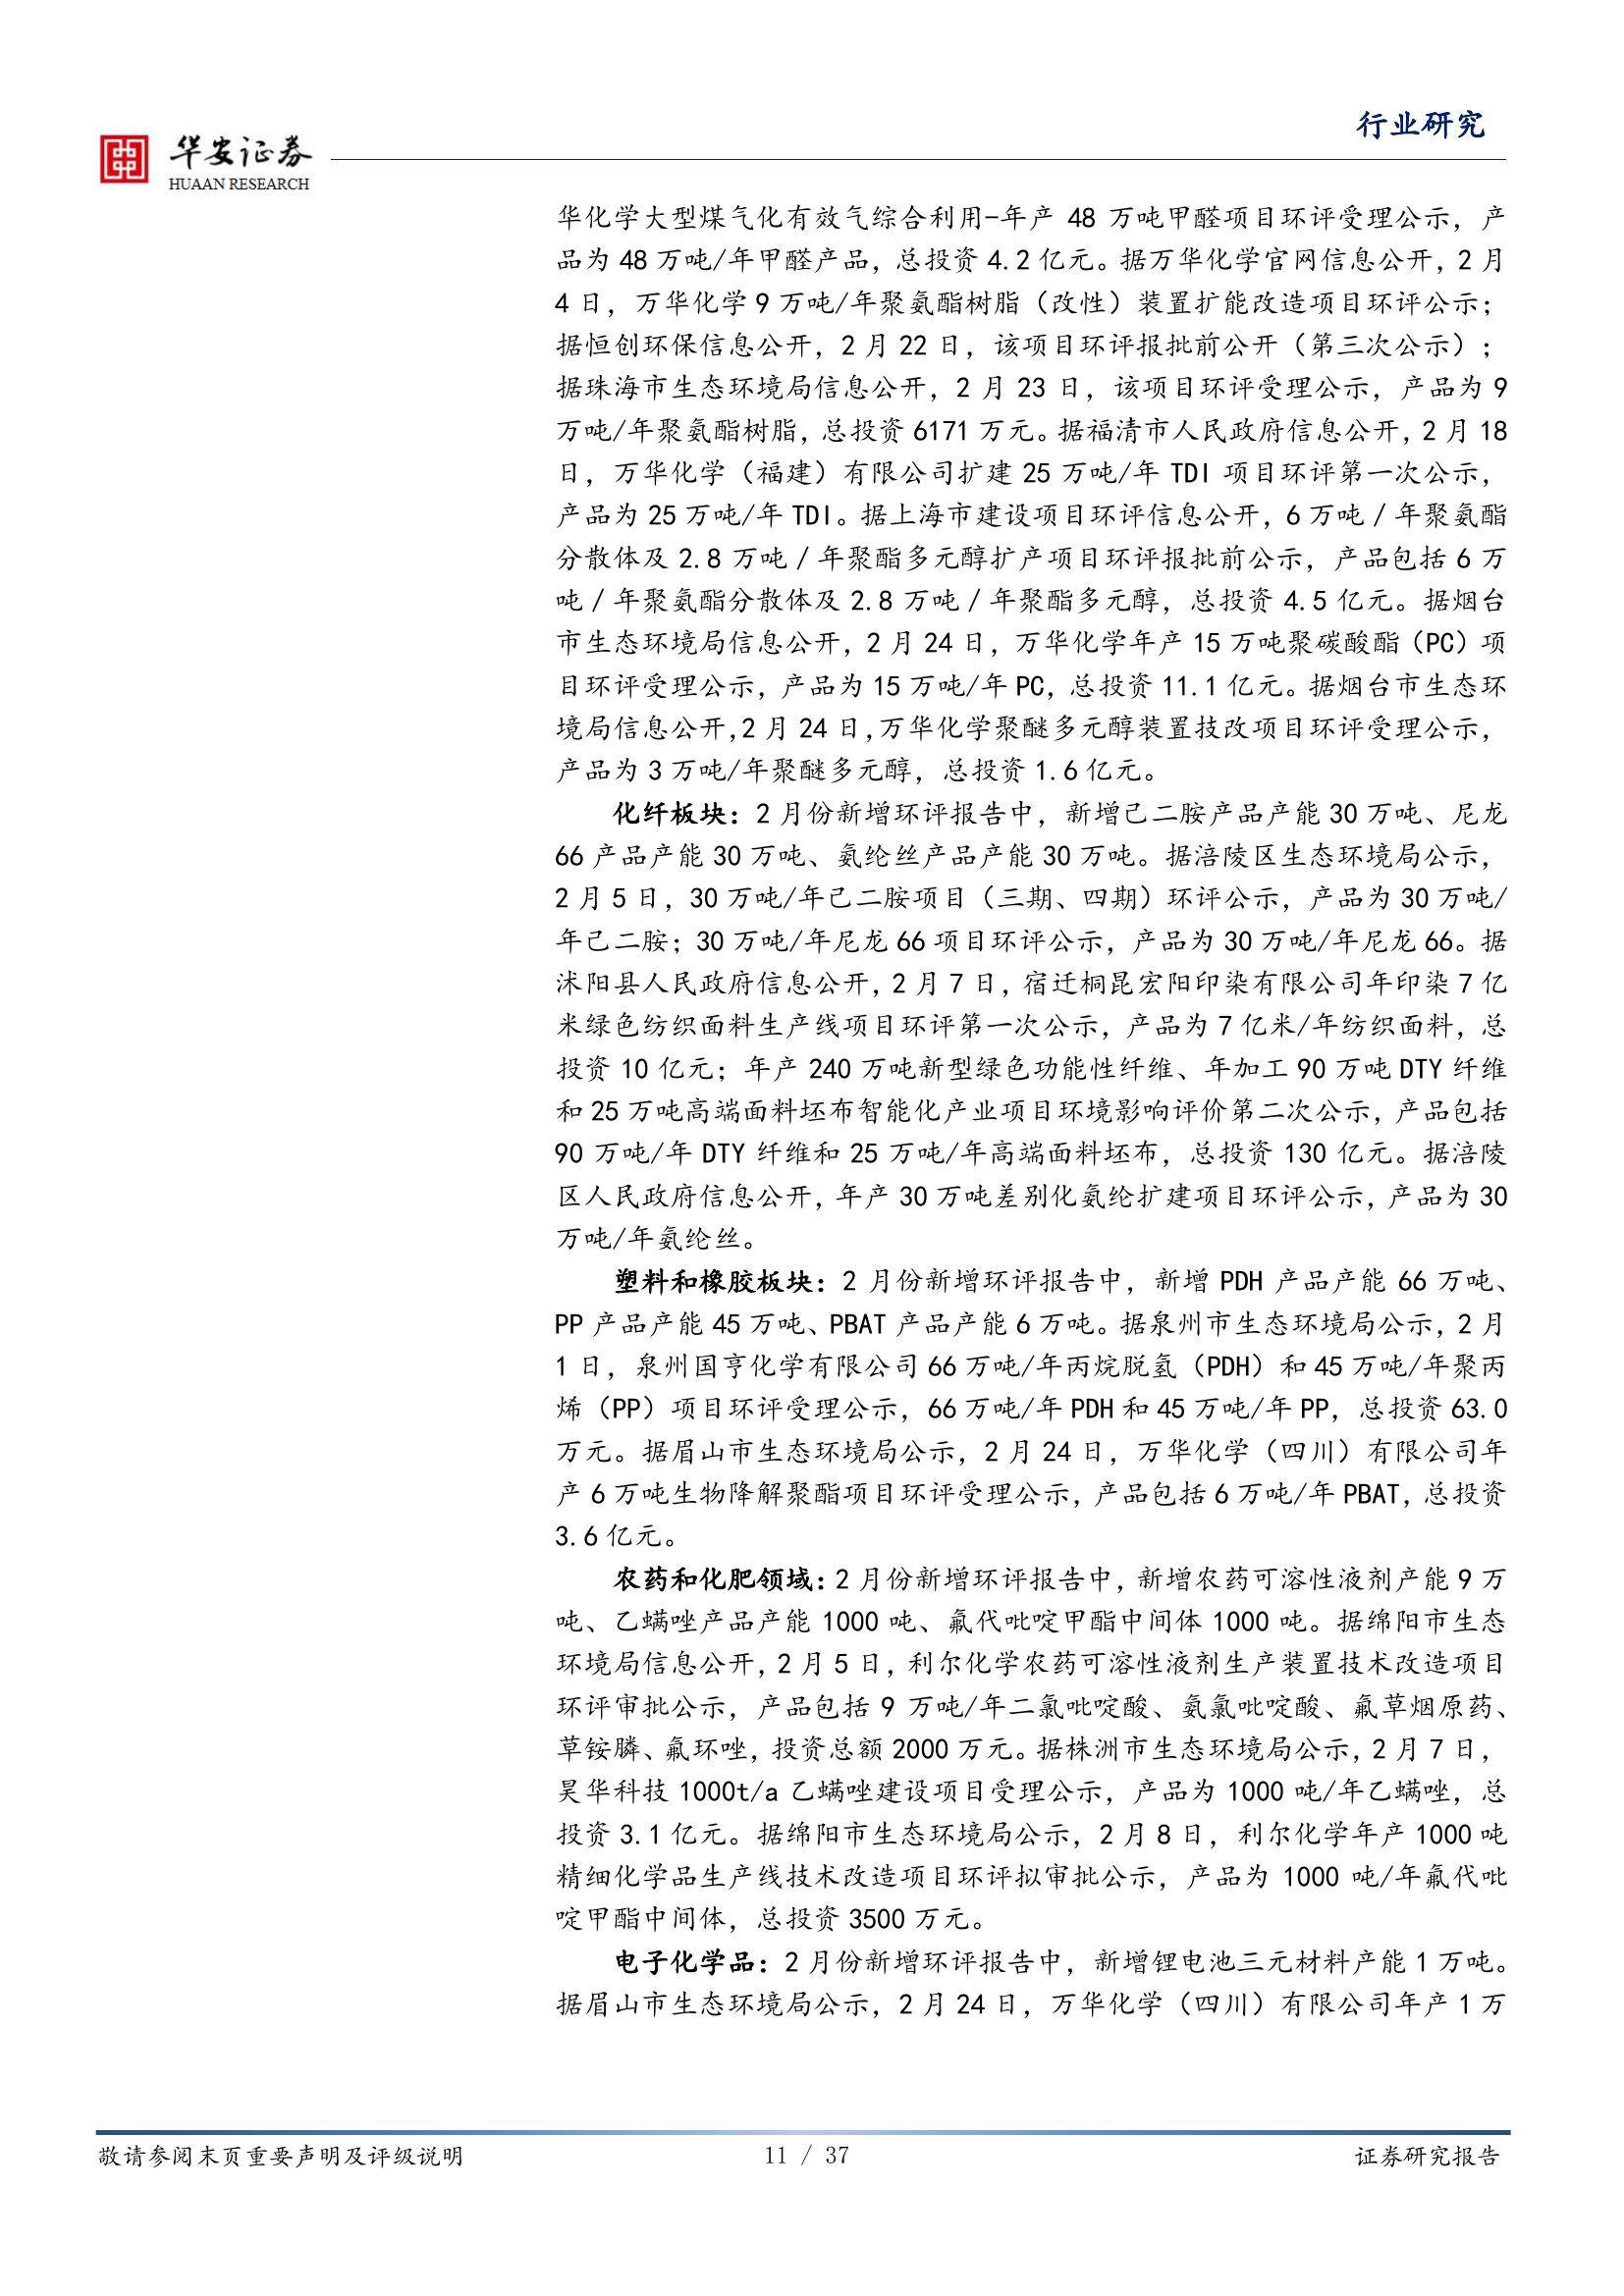 行业研究
华安证券
HUAAN RESEARCH
华化学大型煤气化有效气综合利用-年产 48 万吨甲醛项目环评受理公示，产
品为 48 万吨/年甲醛产品，总投资 4.2 亿元。据万华化学官网信息公开，2 月
4 日，万华化学 9 万吨/年聚氨酯树脂（改性）装置扩能改造项目环评公示；
据恒创环保信息公开，2 月 22 日，该项目环评报批前公开（第三次公示）；
据珠海市生态环境局信息公开，2 月 23 日，该项目环评受理公示，产品为 9
万吨/年聚氨酯树脂，总投资 6171 万元。据福清市人民政府信息公开，2 月 18
日，万华化学（福建）有限公司扩建 25 万吨/年 TDI 项目环评第一次公示，
产品为 25 万吨/年 TDI。据上海市建设项目环评信息公开，6 万吨／年聚氨酯
分散体及 2.8 万吨／年聚酯多元醇扩产项目环评报批前公示，产品包括 6 万
吨／年聚氨酯分散体及 2.8 万吨／年聚酯多元醇，总投资 4.5 亿元。据烟台
市生态环境局信息公开，2 月 24 日，万华化学年产 15 万吨聚碳酸酯（PC）项
目环评受理公示，产品为 15 万吨/年 PC，总投资 11.1 亿元。据烟台市生态环
境局信息公开,2 月 24 日,万华化学聚醚多元醇装置技改项目环评受理公示，
产品为 3 万吨/年聚醚多元醇，总投资 1.6 亿元。
化纤板块：2 月份新增环评报告中，新增己二胺产品产能 30 万吨、尼龙
66 产品产能 30 万吨、氨纶丝产品产能 30 万吨。据涪陵区生态环境局公示，
2 月 5 日，30 万吨/年己二胺项目（三期、四期）环评公示，产品为 30 万吨/
年己二胺；30 万吨/年尼龙 66 项目环评公示，产品为 30 万吨/年尼龙 66。据
沭阳县人民政府信息公开，2 月 7 日，宿迁桐昆宏阳印染有限公司年印染 7 亿
米绿色纺织面料生产线项目环评第一次公示，产品为 7 亿米/年纺织面料，总
投资 10 亿元；年产 240 万吨新型绿色功能性纤维、年加工 90 万吨 DTY 纤维
和 25 万吨高端面料坯布智能化产业项目环境影响评价第二次公示，产品包括
90 万吨/年 DTY 纤维和 25 万吨/年高端面料坯布，总投资 130 亿元。据涪陵
区人民政府信息公开，年产 30 万吨差别化氨纶扩建项目环评公示，产品为 30
万吨/年氨纶丝。
塑料和橡胶板块：2 月份新增环评报告中，新增 PDH 产品产能 66 万吨、
PP 产品产能 45 万吨、PBAT 产品产能 6 万吨。据泉州市生态环境局公示，2 月
1 日，泉州国亨化学有限公司 66 万吨/年丙烷脱氢（PDH）和 45 万吨/年聚丙
烯（PP）项目环评受理公示，66 万吨/年 PDH 和 45 万吨/年 PP，总投资 63.0
万元。据眉山市生态环境局公示，2 月 24 日，万华化学（四川）有限公司年
产 6 万吨生物降解聚酯项目环评受理公示，产品包括 6 万吨/年 PBAT，总投资
3.6 亿元。
农药和化肥领域：2 月份新增环评报告中，新增农药可溶性液剂产能 9 万
吨、乙螨唑产品产能 1000 吨、氟代吡啶甲酯中间体 1000 吨。据绵阳市生态
环境局信息公开，2 月 5 日，利尔化学农药可溶性液剂生产装置技术改造项目
环评审批公示，产品包括 9 万吨/年二氯吡啶酸、氨氯吡啶酸、氟草烟原药、
草铵膦、氟环唑，投资总额 2000 万元。据株洲市生态环境局公示，2 月 7 日，
昊华科技 1000t/a 乙螨唑建设项目受理公示，产品为 1000 吨/年乙螨唑，总
投资 3.1 亿元。据绵阳市生态环境局公示，2 月 8 日，利尔化学年产 1000 吨
精细化学品生产线技术改造项目环评拟审批公示，产品为 1000 吨/年氟代吡
啶甲酯中间体，总投资 3500 万元。
电子化学品：2 月份新增环评报告中，新增锂电池三元材料产能 1 万吨。
据眉山市生态环境局公示，2 月 24 日，万华化学（四川）有限公司年产 1 万
敬请参阅末页重要声明及评级说明
11 / 37
证券研究报告